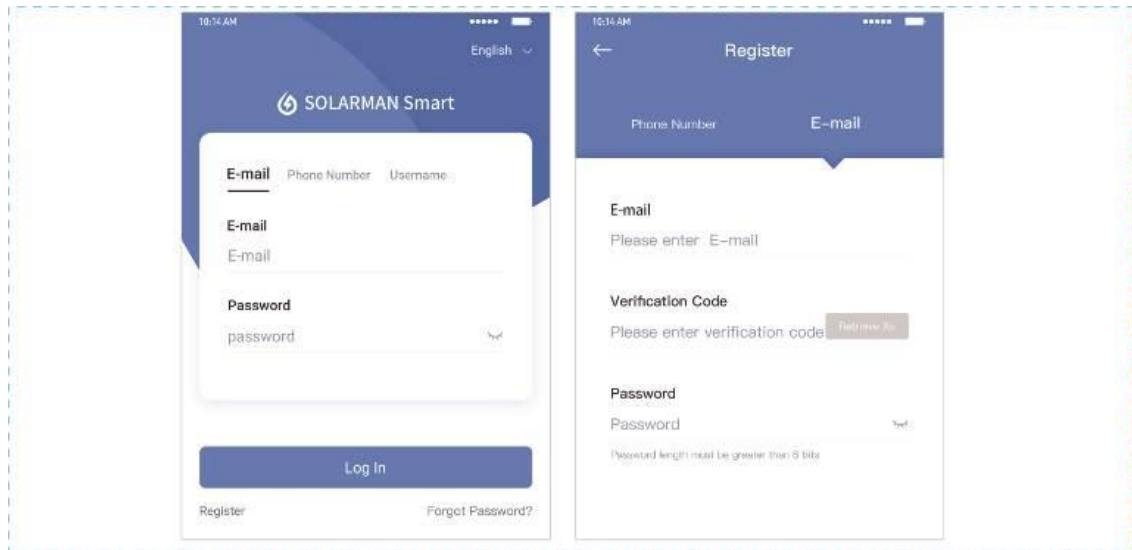 10:14 AM
English
SOLARMAN Smart
E-mail Phone Number Username
E-mail
E-mail
Password
password
Log In
Register Forgot Password?
10:14 AM
Register
Phone Number E-mail
E-mail
Please enter E-mail
Verification Code
Please enter verification code
Password
Password
Password length must be greater than 6 bits